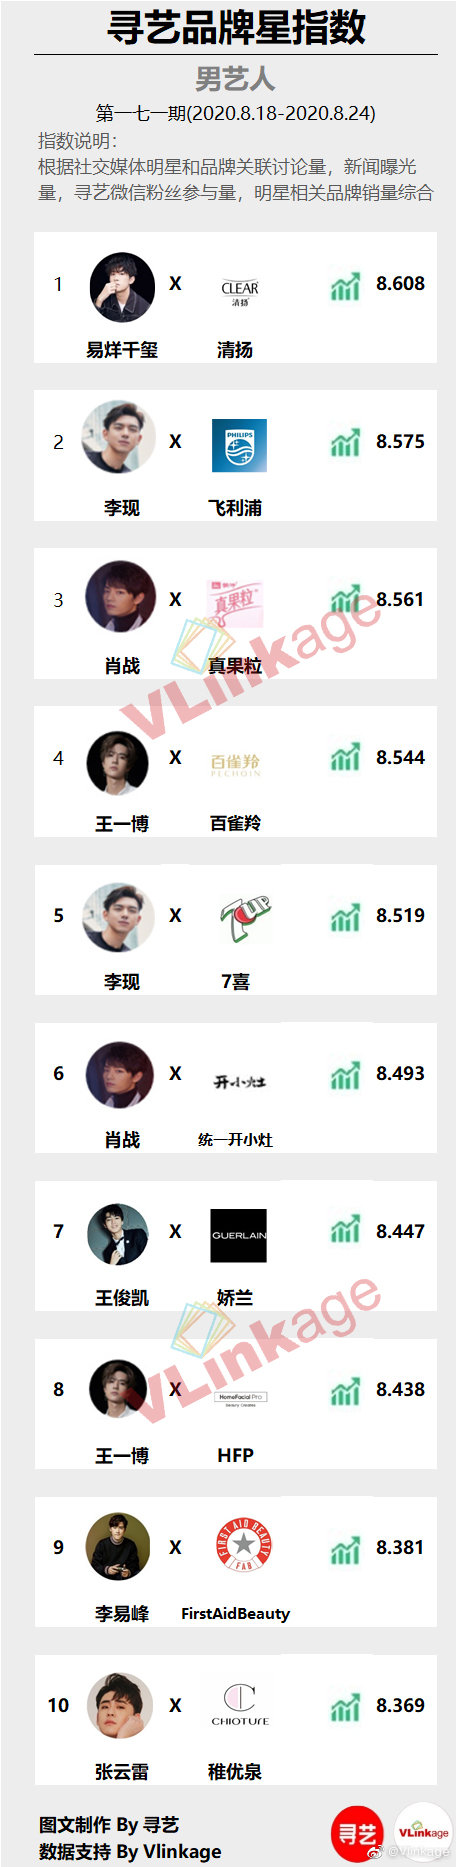 寻艺品牌星指数
男艺人
第一七一期(2020.8.18-2020.8.24)
指数说明：
根据社交媒体明星和品牌关联讨论量，新闻曝光
量，寻艺微信粉丝参与量，明星相关品牌销量综合
1 X CLEAR 清扬 8.608
易烊千玺 清扬
2 X PHILIPS 8.575
李现 飞利浦
3 X 真果粒 8.561
肖战 真果粒
VLinkage
4 X 百雀羚 PECHOIN 8.544
王一博 百雀羚
5 X 7UP 8.519
李现 7喜
6 X 开小灶 8.493
肖战 统一开小灶
7 X GUERLAIN 8.447
王俊凯 娇兰
VLinkage
8 X HomeFacial Pro Beauty Creates 8.438
王一博 HFP
9 X FIRST AID BEAUTY FAB 8.381
李易峰 FirstAidBeauty
10 X CHIOTURE 8.369
张云雷 稚优泉
图文制作 By 寻艺
数据支持 By Vlinkage
寻艺 VLinkage
@Vlinkage